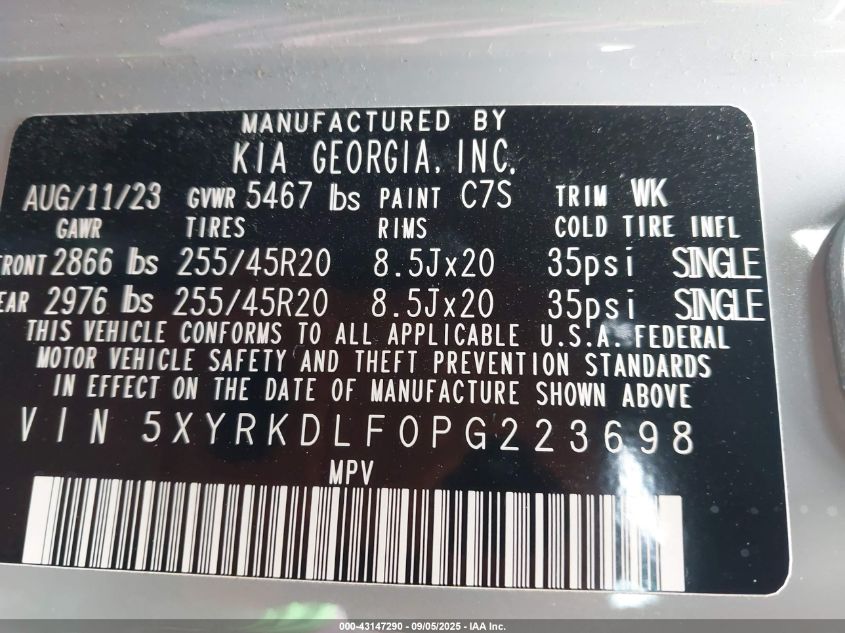 MANUFACTURED BY
KIA GEORGIA, INC.
AUG/11/23 GVWR 5467 lbs PAINT C7S TRIM WK
GAWR TIRES RIMS COLD TIRE INFL
FRONT 2866 lbs 255/45R20 8.5Jx20 35psi SINGLE
EAR 2976 lbs 255/45R20 8.5Jx20 35psi SINGLE
THIS VEHICLE CONFORMS TO ALL APPLICABLE U.S.A. FEDERAL
MOTOR VEHICLE SAFETY AND THEFT PREVENTION STANDARDS
IN EFFECT ON THE DATE OF MANUFACTURE SHOWN ABOVE
VIN 5XYRKDLF0PG223698
MPV
000-43147290 - 09/05/2025 - IAA Inc.